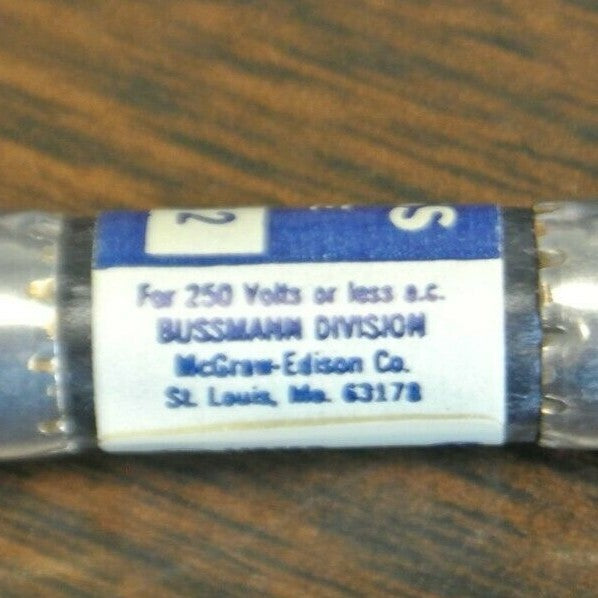 2
S
For 250 Volts or less a.c.
BUSSMANN DIVISION
McGraw-Edison Co.
St. Louis, Mo. 63178